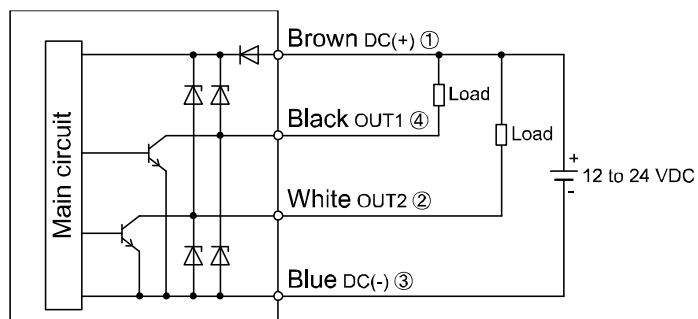 Brown DC(+) ①
Load
Black OUT1 ④
Load
Main circuit
+
12 to 24 VDC
-
White OUT2 ②
Blue DC(-) ③